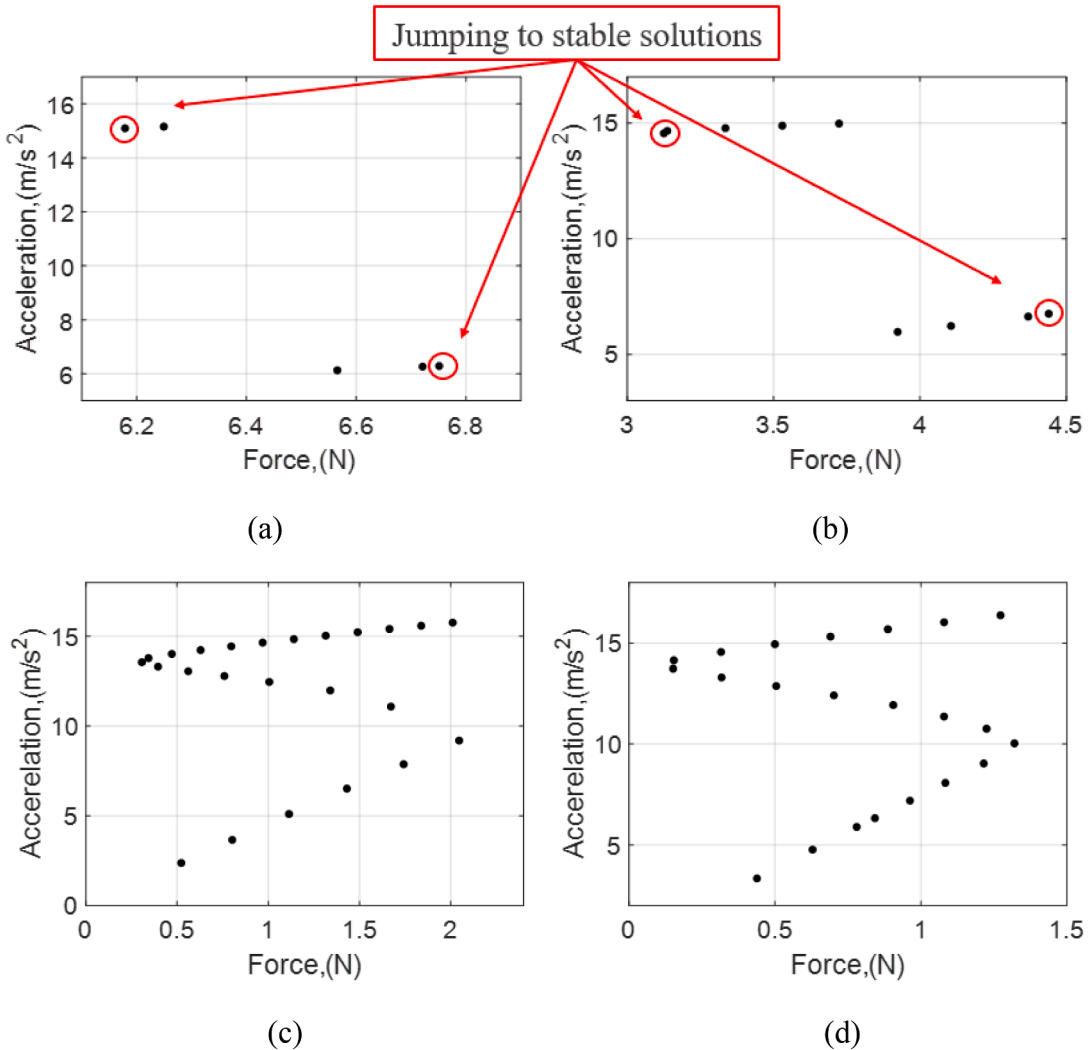 Jumping to stable solutions
Acceleration,(m/s²)
16
14
12
10
8
6
6.2
6.4
6.6
6.8
Force,(N)
(a)
Acceleration,(m/s²)
15
10
5
3
3.5
4
4.5
Force,(N)
(b)
Accerelation,(m/s²)
15
10
5
0
0
0.5
1
1.5
2
Force,(N)
(c)
Accerelation,(m/s²)
15
10
5
0
0.5
1
1.5
Force,(N)
(d)